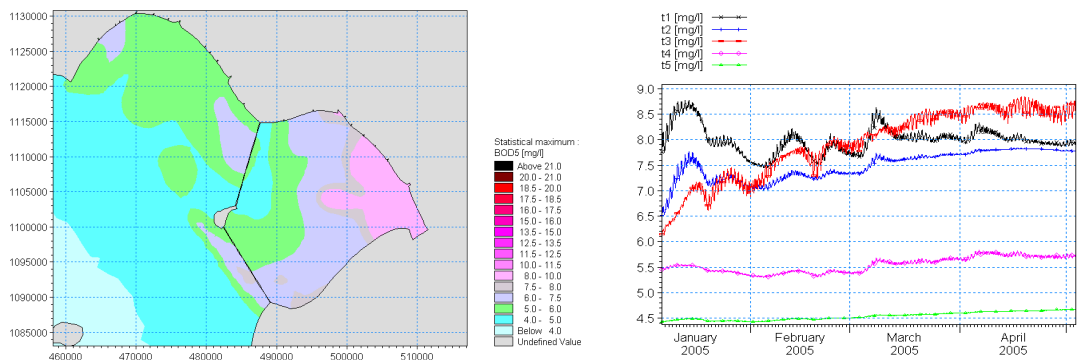 1125000
1120000
1115000
1110000
1105000
1100000
1095000
1090000
1085000
460000 470000 480000 490000 500000 510000
Statistical maximum :
BOD5 [mg/l]
Above 21.0
20.0 - 21.0
18.5 - 20.0
17.5 - 18.5
16.0 - 17.5
15.0 - 16.0
13.5 - 15.0
12.5 - 13.5
11.5 - 12.5
10.0 - 11.5
8.0 - 10.0
7.5 - 8.0
6.0 - 7.5
5.0 - 6.0
4.0 - 5.0
Below 4.0
Undefined Value
t1 [mg/l]
t2 [mg/l]
t3 [mg/l]
t4 [mg/l]
t5 [mg/l]
9.0
8.5
8.0
7.5
7.0
6.5
6.0
5.5
5.0
4.5
January February March April
2005 2005 2005 2005